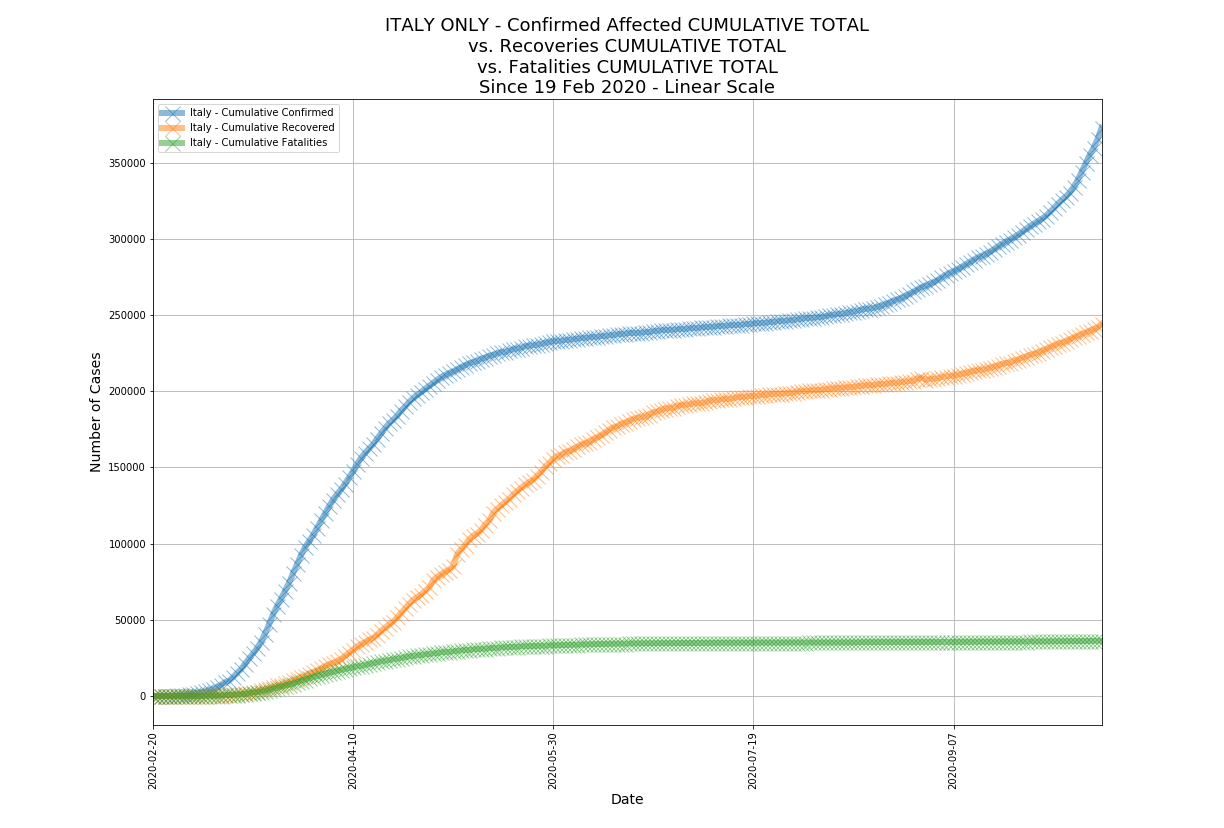 ITALY ONLY - Confirmed Affected CUMULATIVE TOTAL
vs. Recoveries CUMULATIVE TOTAL
vs. Fatalities CUMULATIVE TOTAL
Since 19 Feb 2020 - Linear Scale
Italy - Cumulative Confirmed
Italy - Cumulative Recovered
Italy - Cumulative Fatalities
Number of Cases
350000
300000
250000
200000
150000
100000
50000
0
2020-02-20
2020-04-10
2020-05-30
2020-07-19
2020-09-07
Date